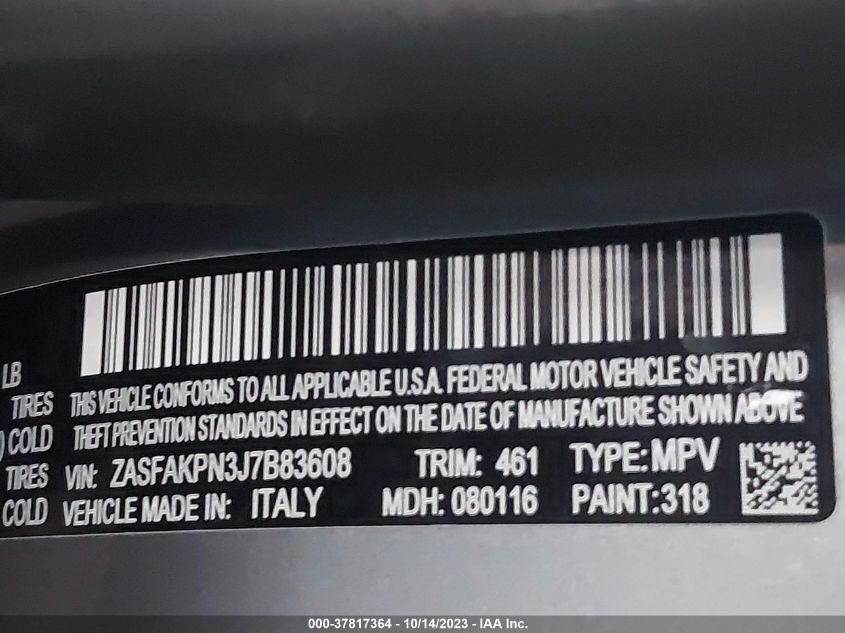 LB
TIRES THIS VEHICLE CONFORMS TO ALL APPLICABLE U.S.A. FEDERAL MOTOR VEHICLE SAFETY AND
) COLD THEFT PREVENTION STANDARDS IN EFFECT ON THE DATE OF MANUFACTURE SHOWN ABOVE
TIRES VIN: ZASFAKPN3J7B83608 TRIM: 461 TYPE: MPV
COLD VEHICLE MADE IN: ITALY MDH: 080116 PAINT: 318
000-37817364 - 10/14/2023 - IAA Inc.